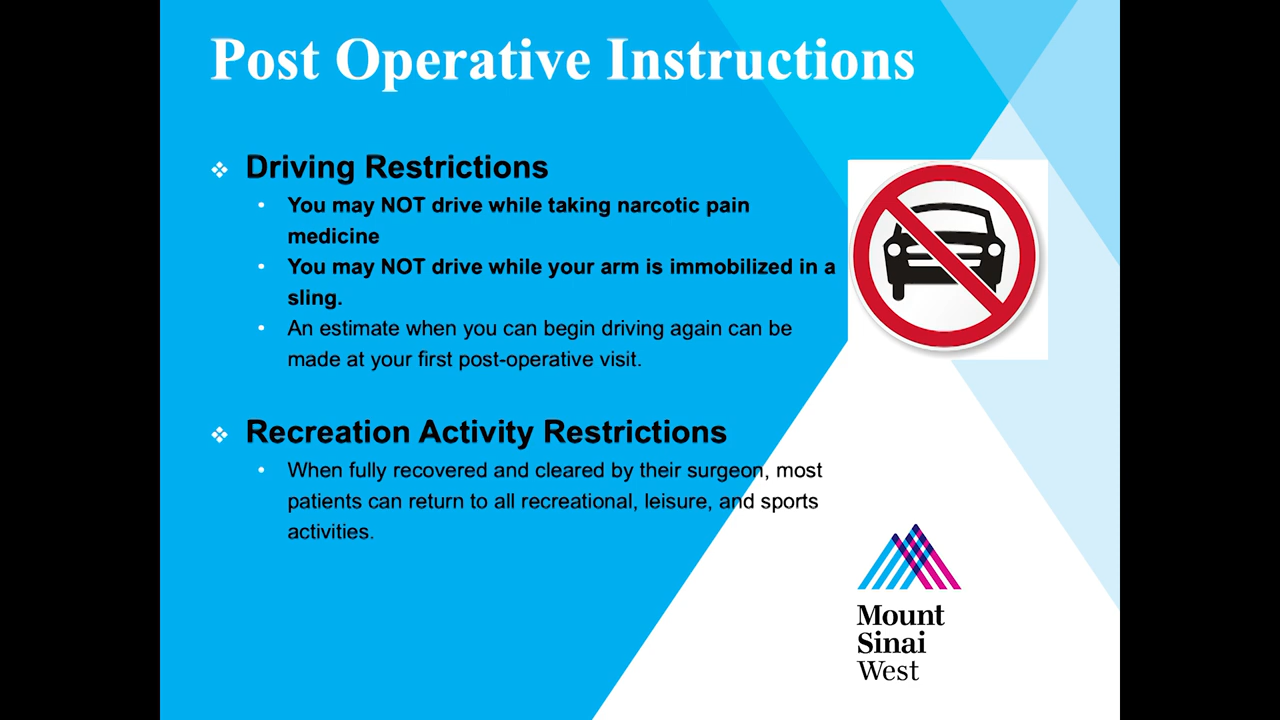 Post Operative Instructions
Driving Restrictions
You may NOT drive while taking narcotic pain
medicine
You may NOT drive while your arm is immobilized in a
sling.
An estimate when you can begin driving again can be
made at your first post-operative visit.
Recreation Activity Restrictions
When fully recovered and cleared by their surgeon, most
patients can return to all recreational, leisure, and sports
activities.
Mount
Sinai
West